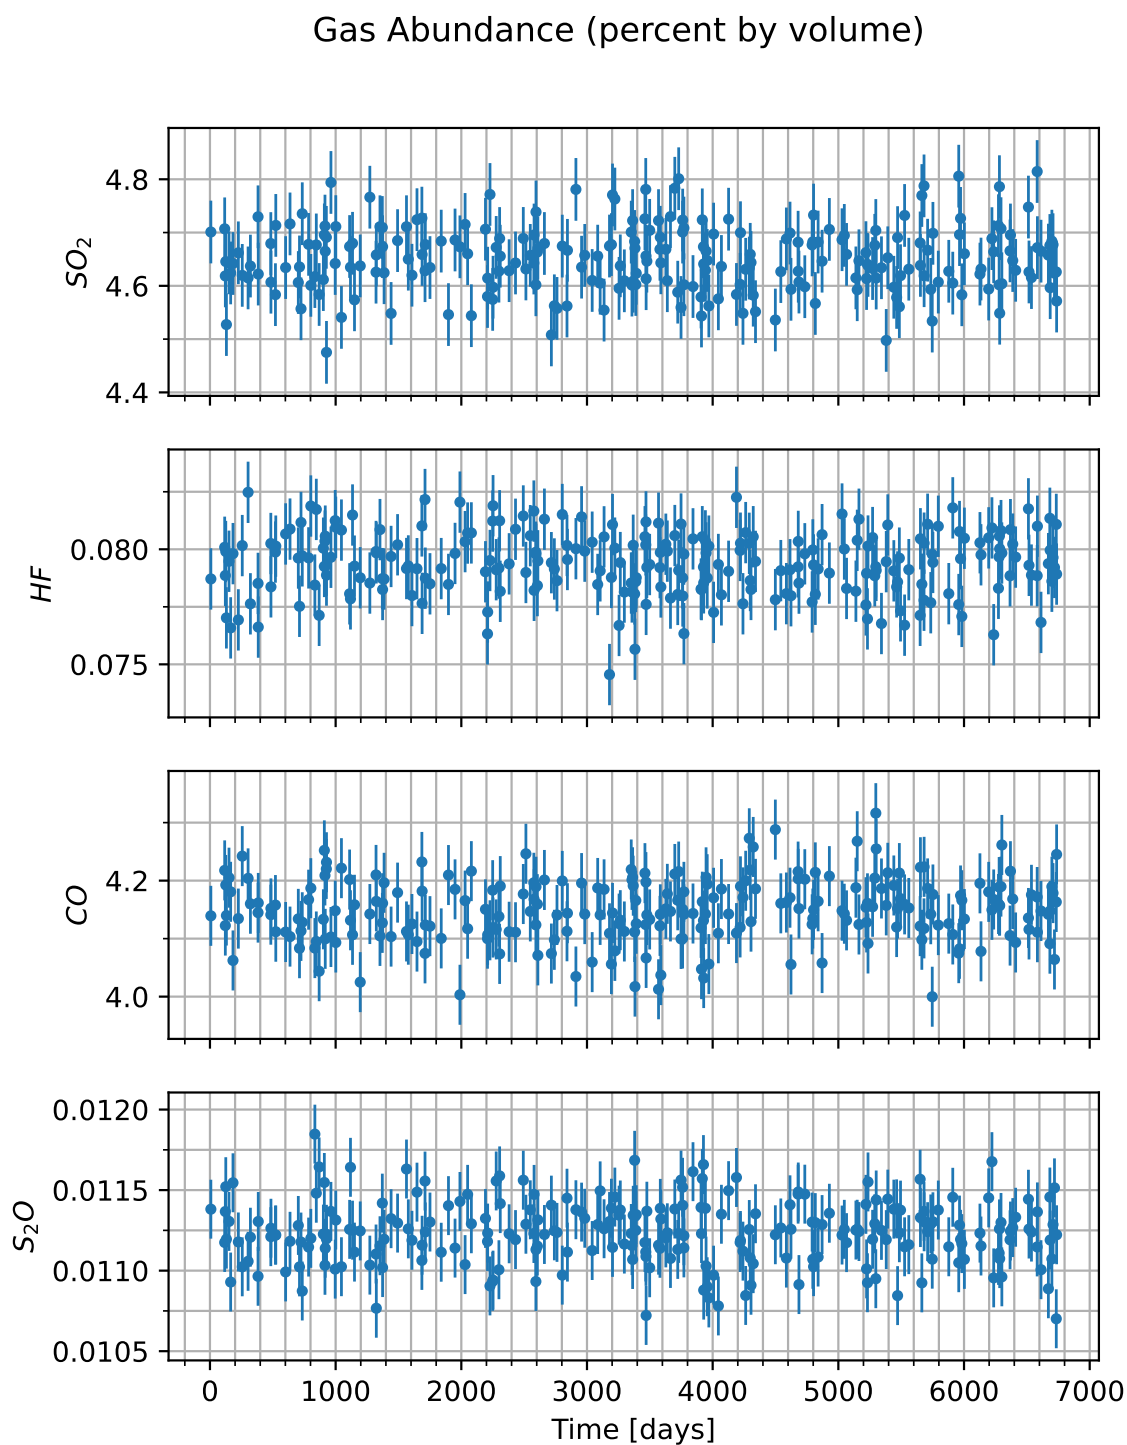 Gas Abundance (percent by volume)
4.8
4.6
4.4
SO₂
0.080
0.075
HF
4.2
4.0
CO
0.0120
0.0115
0.0110
0.0105
S₂O
0 1000 2000 3000 4000 5000 6000 7000
Time [days]